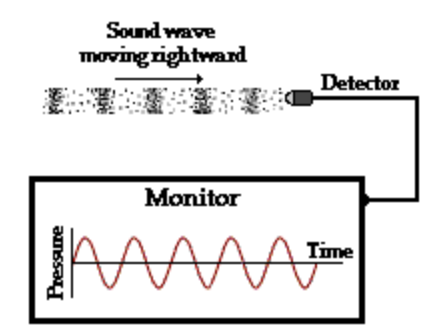 Sound wave
moving rightward
Detector
Monitor
Pressure
Time